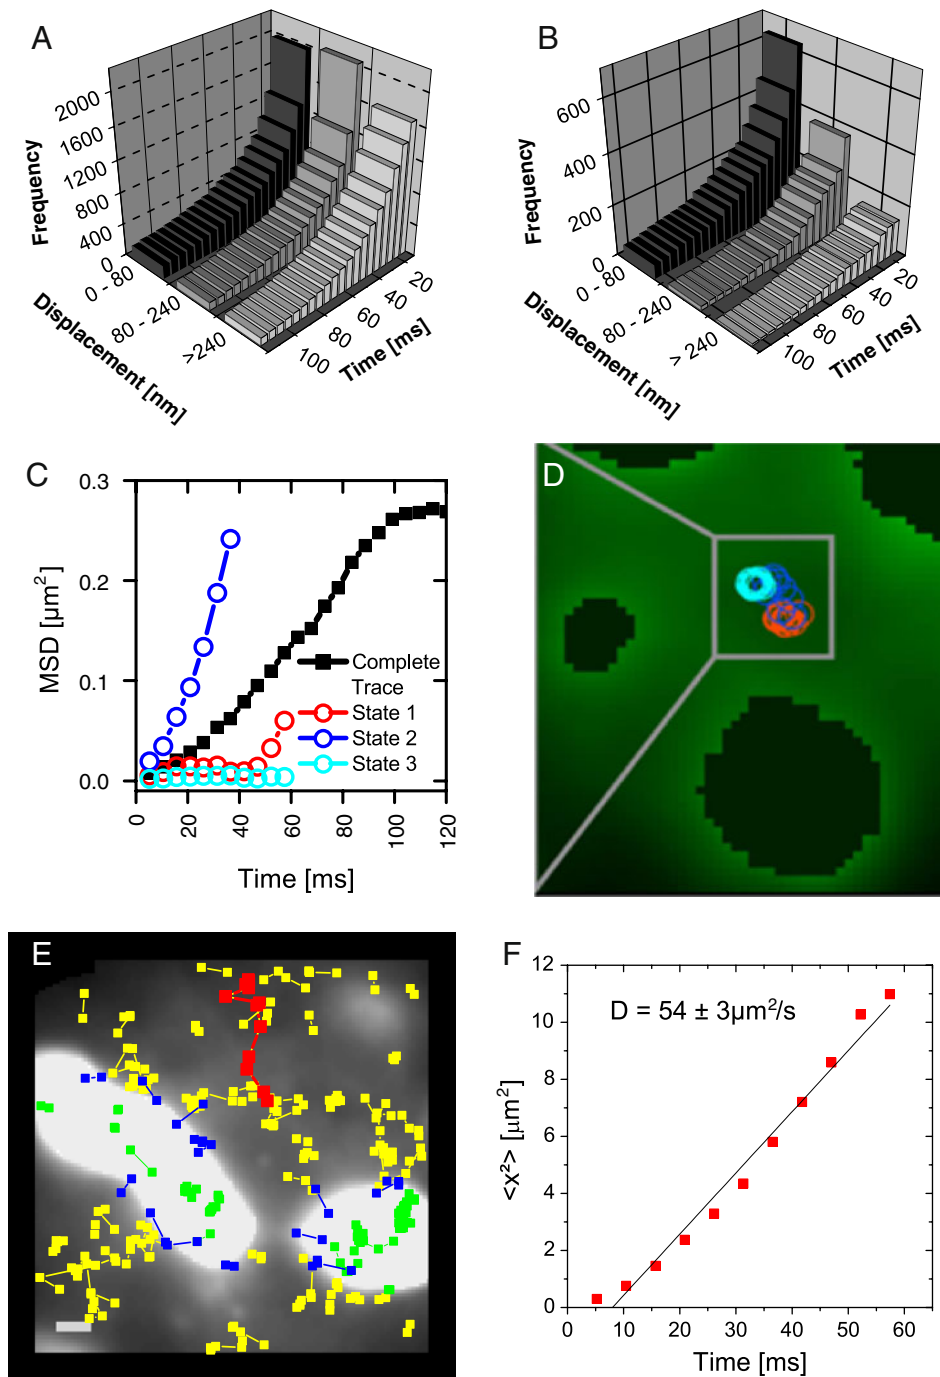 A
Frequency
2000
1600
1200
800
400
0
0 - 80
80 - 240
>240
Displacement [nm]
20
40
60
80
100
Time [ms]
B
Frequency
600
400
200
0
0 - 80
80 - 240
> 240
Displacement [nm]
20
40
60
80
100
Time [ms]
C
MSD [µm²]
0.3
0.2
0.1
0.0
Complete
Trace
State 1
State 2
State 3
0
20
40
60
80
100
120
Time [ms]
D
E
F
<x²> [µm²]
12
10
8
6
4
2
0
D = 54 ± 3µm²/s
0 10 20 30 40 50 60
Time [ms]